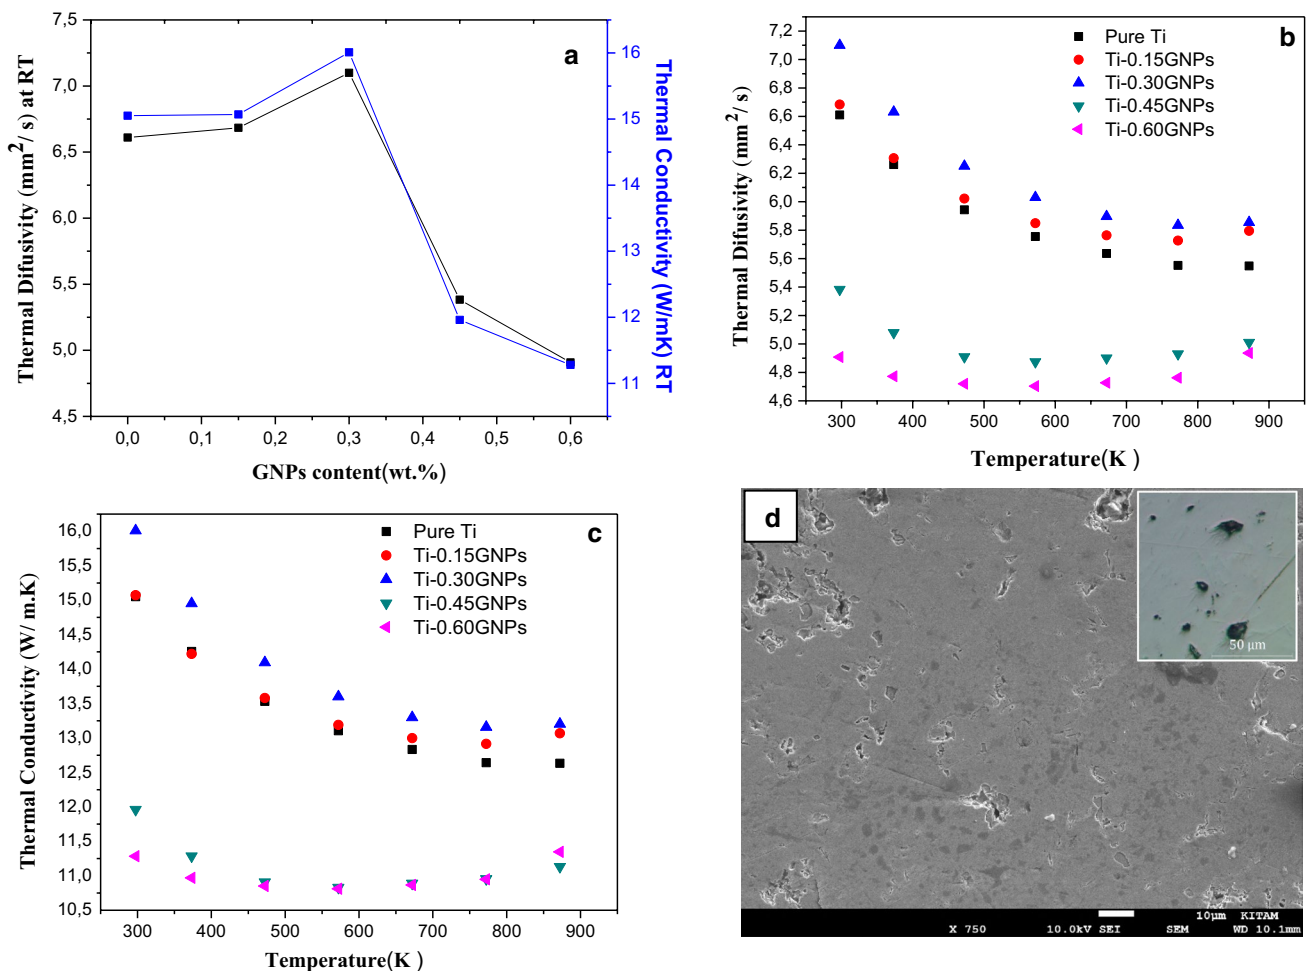 a
7,5
7,0
6,5
6,0
5,5
5,0
4,5
Thermal Difusivity (mm²/ s) at RT
16
15
14
13
12
11
Thermal Conductivity (W/mK) RT
0,0 0,1 0,2 0,3 0,4 0,5 0,6
GNPs content(wt.%)
b
7,2
7,0
6,8
6,6
6,4
6,2
6,0
5,8
5,6
5,4
5,2
5,0
4,8
4,6
Thermal Difusivity (mm²/ s)
Pure Ti
Ti-0.15GNPs
Ti-0.30GNPs
Ti-0.45GNPs
Ti-0.60GNPs
300 400 500 600 700 800 900
Temperature(K )
c
16,0
15,5
15,0
14,5
14,0
13,5
13,0
12,5
12,0
11,5
11,0
10,5
Thermal Conductivity (W/ m.K)
Pure Ti
Ti-0.15GNPs
Ti-0.30GNPs
Ti-0.45GNPs
Ti-0.60GNPs
300 400 500 600 700 800 900
Temperature(K )
d
50 μm
10μm KITAM
X 750 10.0kV SEI SEM WD 10.1mm